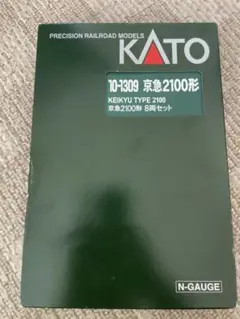 PRECISION RAILROAD MODELS
KATO
10-1309 京急2100形
KEIKYU TYPE 2100
京急2100形 8両セット
N-GAUGE